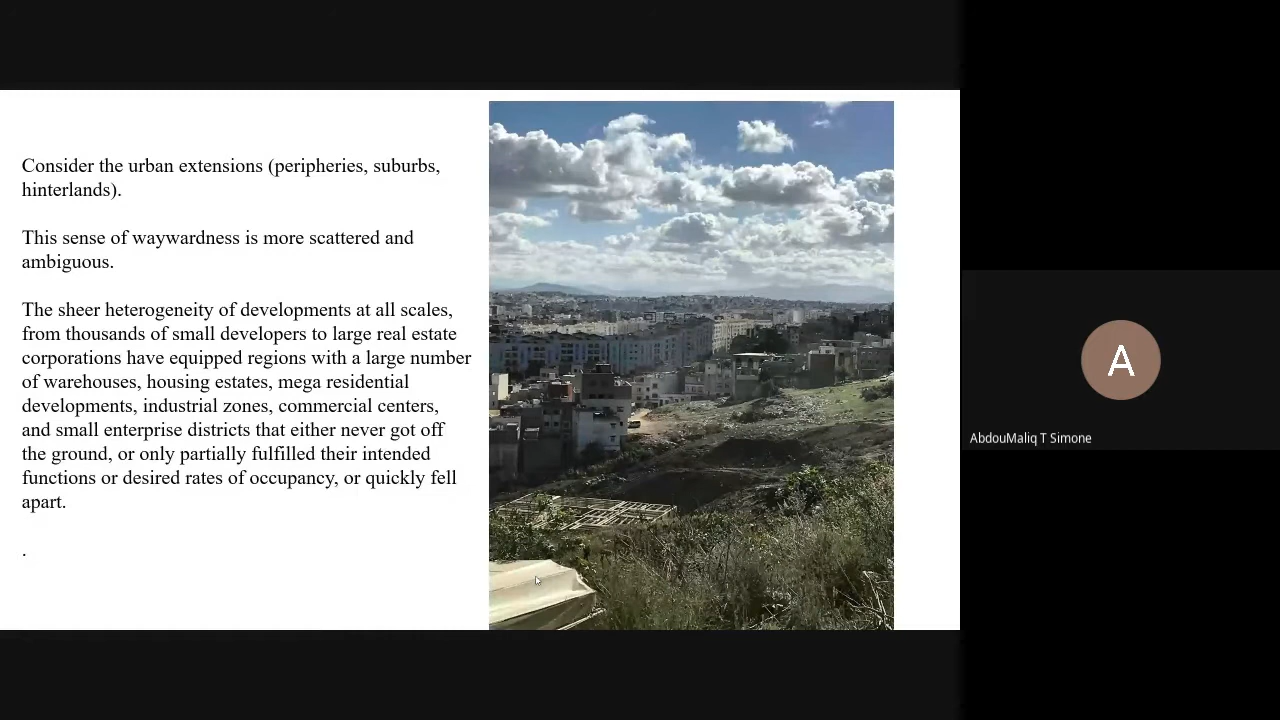 Consider the urban extensions (peripheries, suburbs,
hinterlands).
This sense of waywardness is more scattered and
ambiguous.
The sheer heterogeneity of developments at all scales,
from thousands of small developers to large real estate
corporations have equipped regions with a large number
of warehouses, housing estates, mega residential
developments, industrial zones, commercial centers,
and small enterprise districts that either never got off
the ground, or only partially fulfilled their intended
functions or desired rates of occupancy, or quickly fell
apart.
.
A
AbdouMaliq T Simone